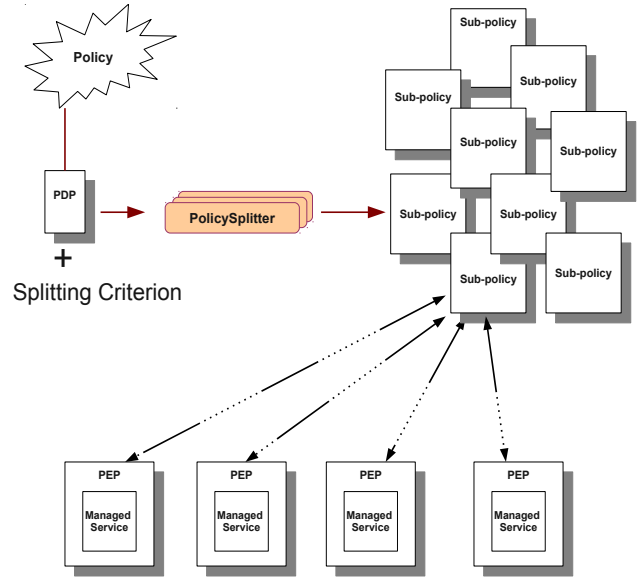 Sub-policy
Policy
Sub-policy
Sub-policy
Sub-policy
Sub-policy
PDP
Sub-policy
Sub-policy
PolicySplitter
+
Sub-policy
Sub-policy
Splitting Criterion
PEP
PEP
PEP
PEP
Managed
Service
Managed
Service
Managed
Service
Managed
Service